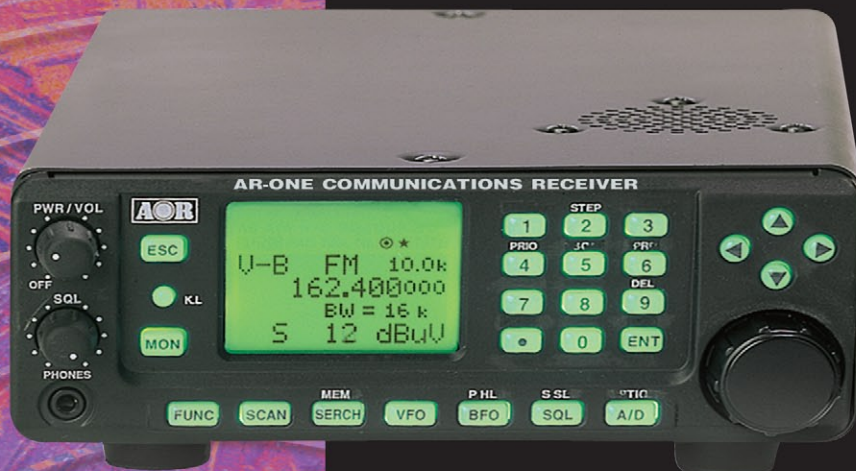 AR-ONE COMMUNICATIONS RECEIVER
PWR / VOL
AOR
OFF
ESC
K.L
SQL
MON
PHONES
V-B FM 10.0k
162.400000
BW = 16 k
S 12 dBuV
STEP
1 2 3
PRIO
4 5 6
DEL
7 8 9
• 0 ENT
MEM
FUNC SCAN SERCH VFO BFO SQL A/D